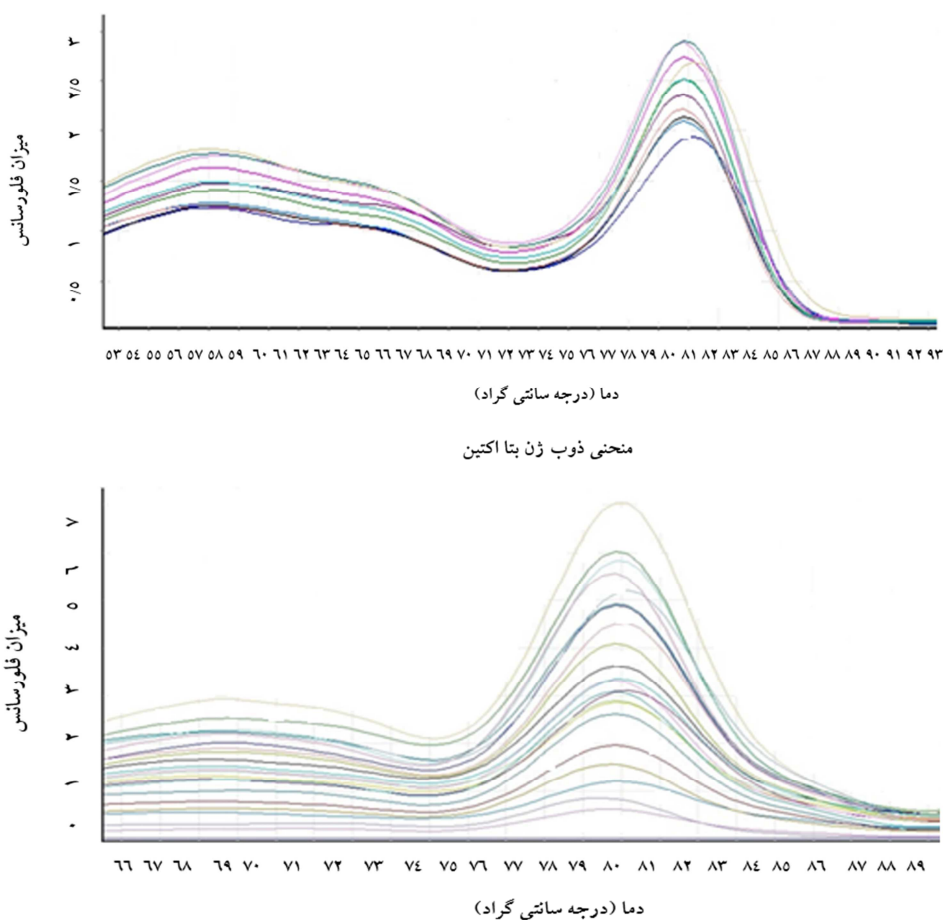 میزان فلورسانس
۳
۲/۵
۲
۱/۵
۱
۰/۵
۵۳ ۵۴ ۵۵ ۵۶ ۵۷ ۵۸ ۵۹ ۶۰ ۶۱ ۶۲ ۶۳ ۶۴ ۶۵ ۶۶ ۶۷ ۶۸ ۶۹ ۷۰ ۷۱ ۷۲ ۷۳ ۷۴ ۷۵ ۷۶ ۷۷ ۷۸ ۷۹ ۸۰ ۸۱ ۸۲ ۸۳ ۸۴ ۸۵ ۸۶ ۸۷ ۸۸ ۸۹ ۹۰ ۹۱ ۹۲ ۹۳
دما (درجه سانتی گراد)
منحنی ذوب ژن بتا اکتین
میزان فلورسانس
۷
۶
۵
۴
۳
۲
۱
۰
۶۶ ۶۷ ۶۸ ۶۹ ۷۰ ۷۱ ۷۲ ۷۳ ۷۴ ۷۵ ۷۶ ۷۷ ۷۸ ۷۹ ۸۰ ۸۱ ۸۲ ۸۳ ۸۴ ۸۵ ۸۶ ۸۷ ۸۸ ۸۹
دما (درجه سانتی گراد)